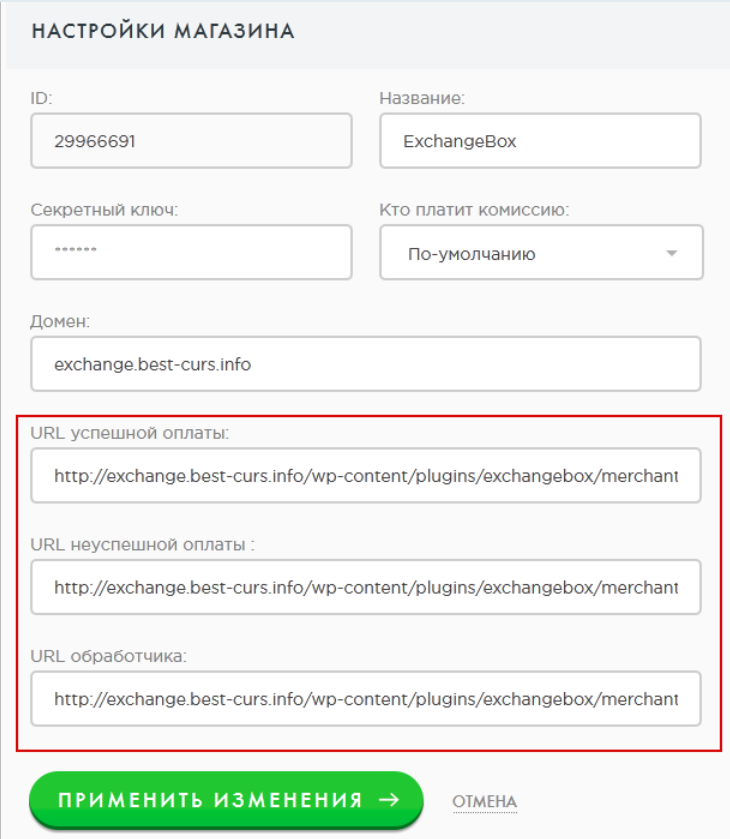 НАСТРОЙКИ МАГАЗИНА
ID: Название:
29966691 ExchangeBox
Секретный ключ: Кто платит комиссию:
****** По-умолчанию
Домен:
exchange.best-curs.info
URL успешной оплаты:
http://exchange.best-curs.info/wp-content/plugins/exchangebox/merchant
URL неуспешной оплаты :
http://exchange.best-curs.info/wp-content/plugins/exchangebox/merchant
URL обработчика:
http://exchange.best-curs.info/wp-content/plugins/exchangebox/merchant
ПРИМЕНИТЬ ИЗМЕНЕНИЯ → ОТМЕНА